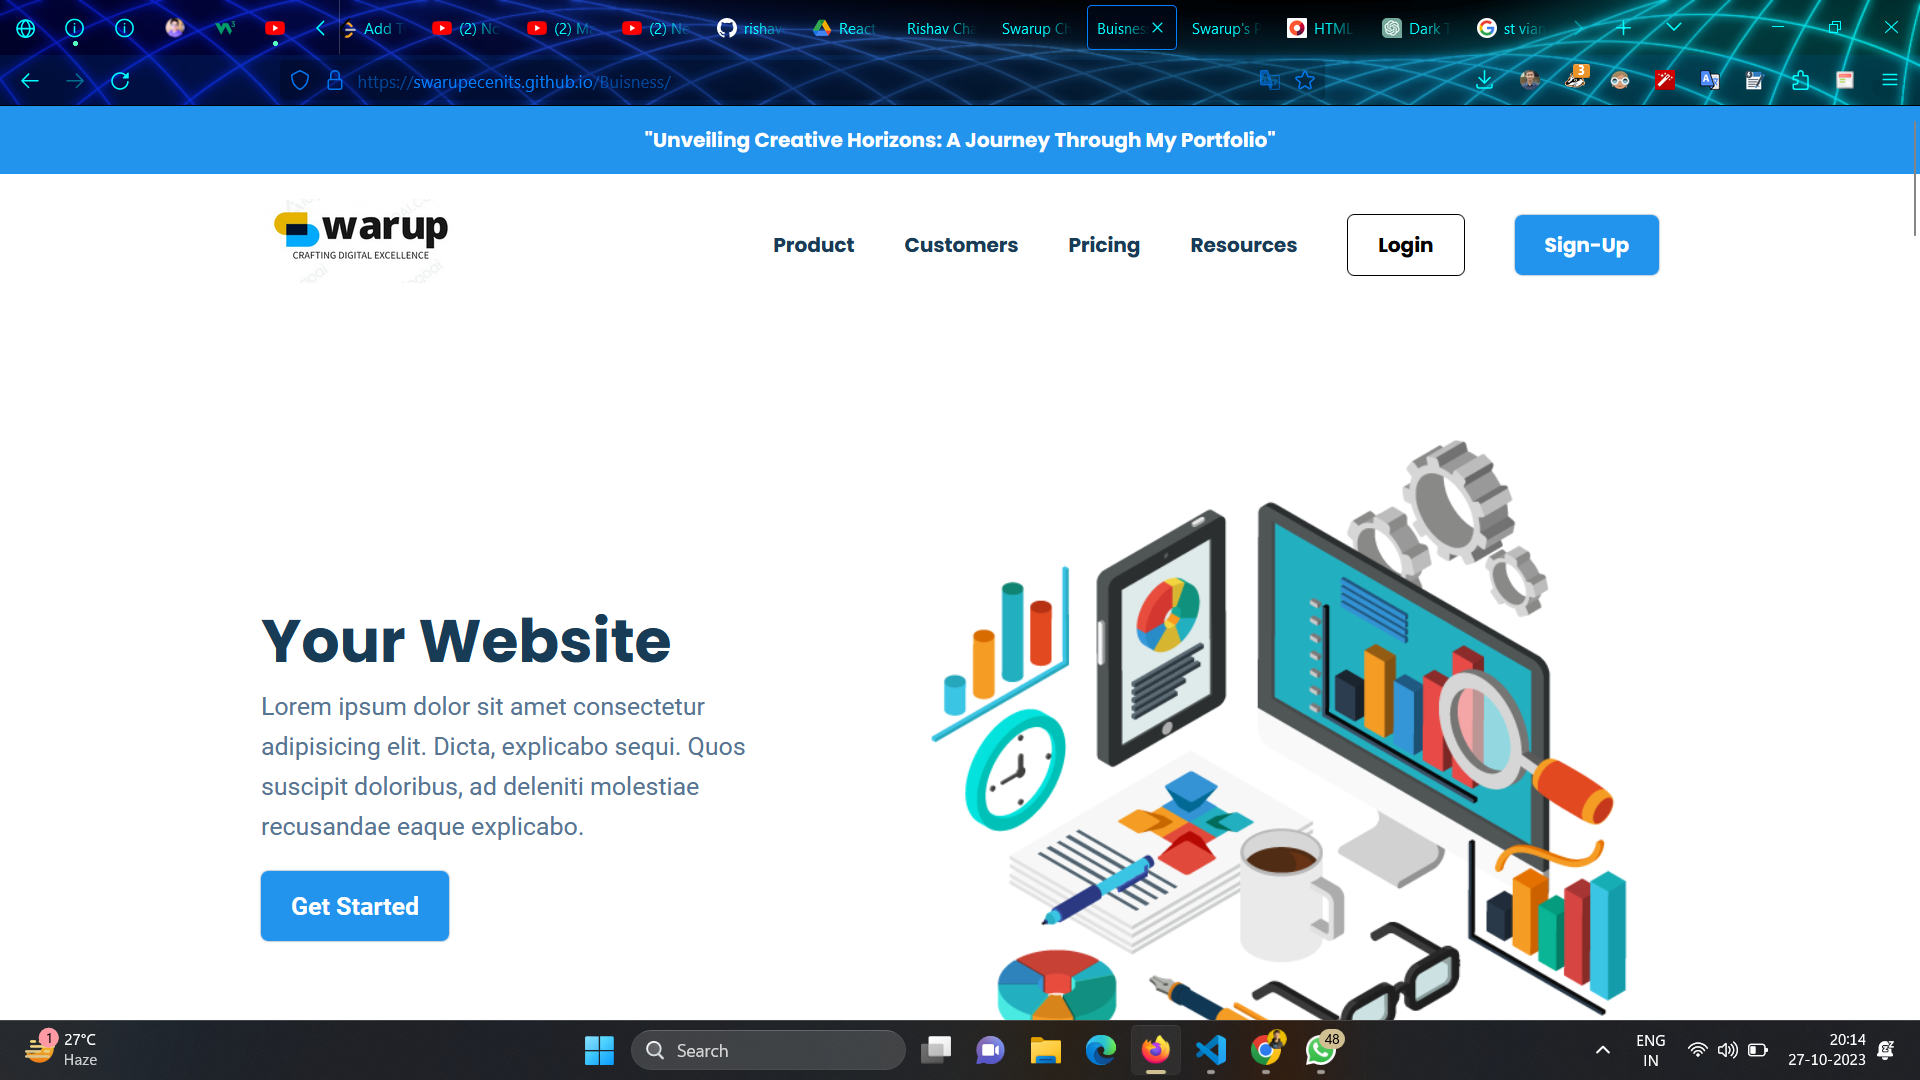 Add
(2)
(2)
(2)
rishav
React
Rishav Cha
Swarup Ch
Buisnes
Swarup's
HTML
Dark
st vian
https://swarupecenits.github.io/Buisness/
3
"Unveiling Creative Horizons: A Journey Through My Portfolio"
warup
CRAFTING DIGITAL EXCELLENCE
Product
Customers
Pricing
Resources
Login
Sign-Up
Your Website
Lorem ipsum dolor sit amet consectetur
adipisicing elit. Dicta, explicabo sequi. Quos
suscipit doloribus, ad deleniti molestiae
recusandae eaque explicabo.
Get Started
1
27°C
Haze
Search
48
ENG
IN
20:14
27-10-2023